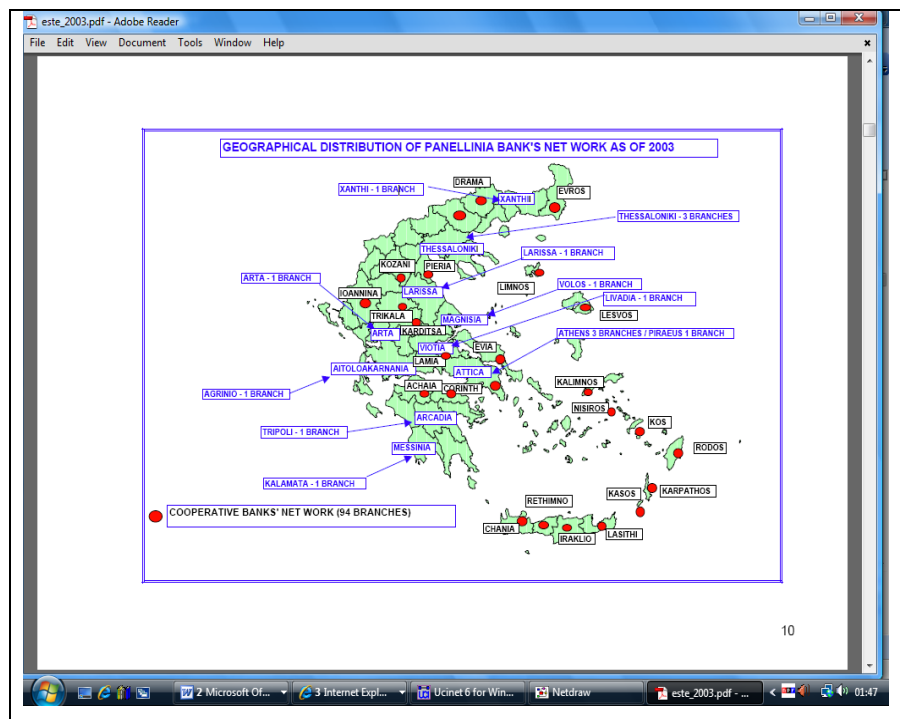 este_2003.pdf - Adobe Reader
File Edit View Document Tools Window Help
GEOGRAPHICAL DISTRIBUTION OF PANELLINIA BANK'S NET WORK AS OF 2003
DRAMA
XANTHI - 1 BRANCH
EVROS
XANTHII
THESSALONIKI - 3 BRANCHES
THESSALONIKI
LARISSA - 1 BRANCH
KOZANI
PIERIA
ARTA - 1 BRANCH
LIMNOS
VOLOS - 1 BRANCH
IOANNINA
LARISSA
LIVADIA - 1 BRANCH
TRIKALA
MAGNISIA
LESVOS
ARTA
KARDITSA
ATHENS 3 BRANCHES / PIRAEUS 1 BRANCH
VIOTIA
EVIA
LAMIA
AITOLOAKARNANIA
ATTICA
KALIMNOS
ACHAIA
CORINTH
AGRINIO - 1 BRANCH
NISIROS
ARCADIA
KOS
TRIPOLI - 1 BRANCH
MESSINIA
RODOS
KALAMATA - 1 BRANCH
KASOS
KARPATHOS
RETHIMNO
COOPERATIVE BANKS' NET WORK (94 BRANCHES)
CHANIA
IRAKLIO
LASITHI
10
2 Microsoft Of... 3 Internet Expl... Ucinet 6 for Win... Netdraw este_2003.pdf - ... 01:47